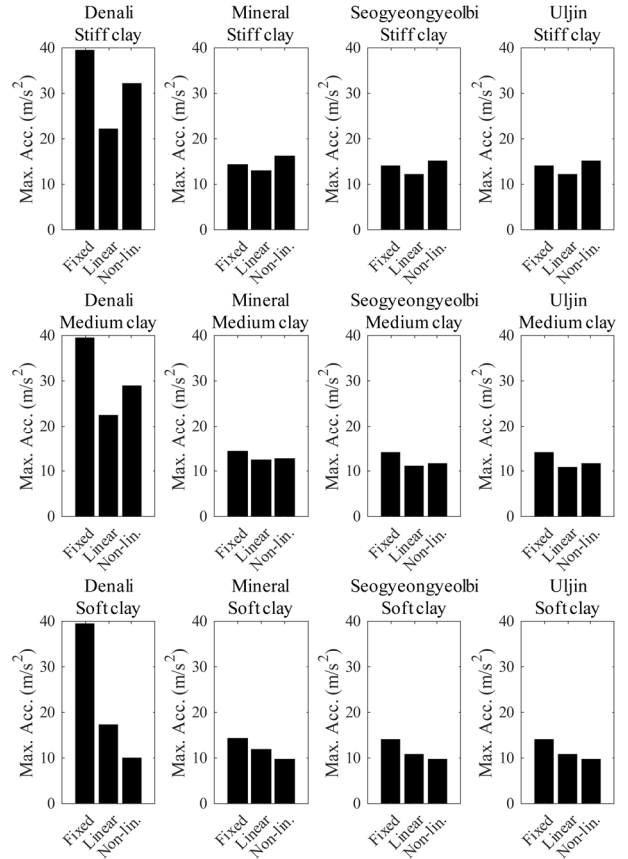 Denali
Stiff clay
Mineral
Stiff clay
Seogyeongyeolbi
Stiff clay
Uljin
Stiff clay
Max. Acc. (m/s²)
40
30
20
10
0
Fixed
Linear
Non-lin.
Max. Acc. (m/s²)
40
30
20
10
0
Fixed
Linear
Non-lin.
Max. Acc. (m/s²)
40
30
20
10
0
Fixed
Linear
Non-lin.
Max. Acc. (m/s²)
40
30
20
10
0
Fixed
Linear
Non-lin.
Denali
Medium clay
Mineral
Medium clay
Seogyeongyeolbi
Medium clay
Uljin
Medium clay
Max. Acc. (m/s²)
40
30
20
10
0
Fixed
Linear
Non-lin.
Max. Acc. (m/s²)
40
30
20
10
0
Fixed
Linear
Non-lin.
Max. Acc. (m/s²)
40
30
20
10
0
Fixed
Linear
Non-lin.
Max. Acc. (m/s²)
40
30
20
10
0
Fixed
Linear
Non-lin.
Denali
Soft clay
Mineral
Soft clay
Seogyeongyeolbi
Soft clay
Uljin
Soft clay
Max. Acc. (m/s²)
40
30
20
10
0
Fixed
Linear
Non-lin.
Max. Acc. (m/s²)
40
30
20
10
0
Fixed
Linear
Non-lin.
Max. Acc. (m/s²)
40
30
20
10
0
Fixed
Linear
Non-lin.
Max. Acc. (m/s²)
40
30
20
10
0
Fixed
Linear
Non-lin.